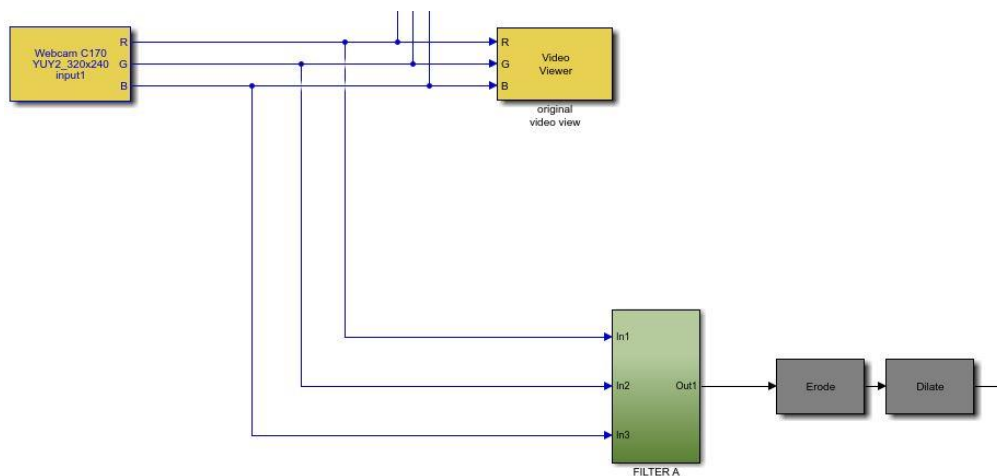 Webcam C170
YUY2_320x240
input1
R
G
B
R
G
B
Video
Viewer
original
video view
In1
In2
In3
Out1
FILTER A
Erode
Dilate